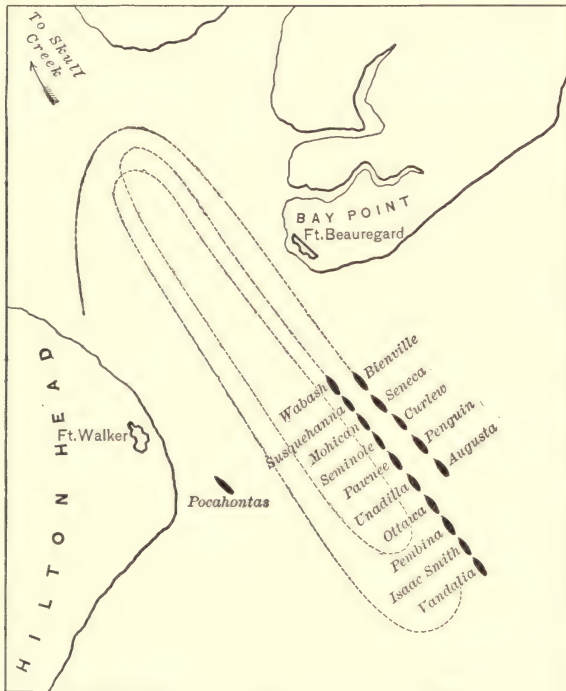 To Skull
Creek
BAY POINT
Ft. Beauregard
Bienville
Seneca
Curlew
Penguin
Augusta
Wabash
Susquehanna
Mohican
Seminole
Pawnee
Unadilla
Ottawa
Pembina
Isaac Smith
Vandalia
Ft. Walker
Pocahontas
HILTON HEAD